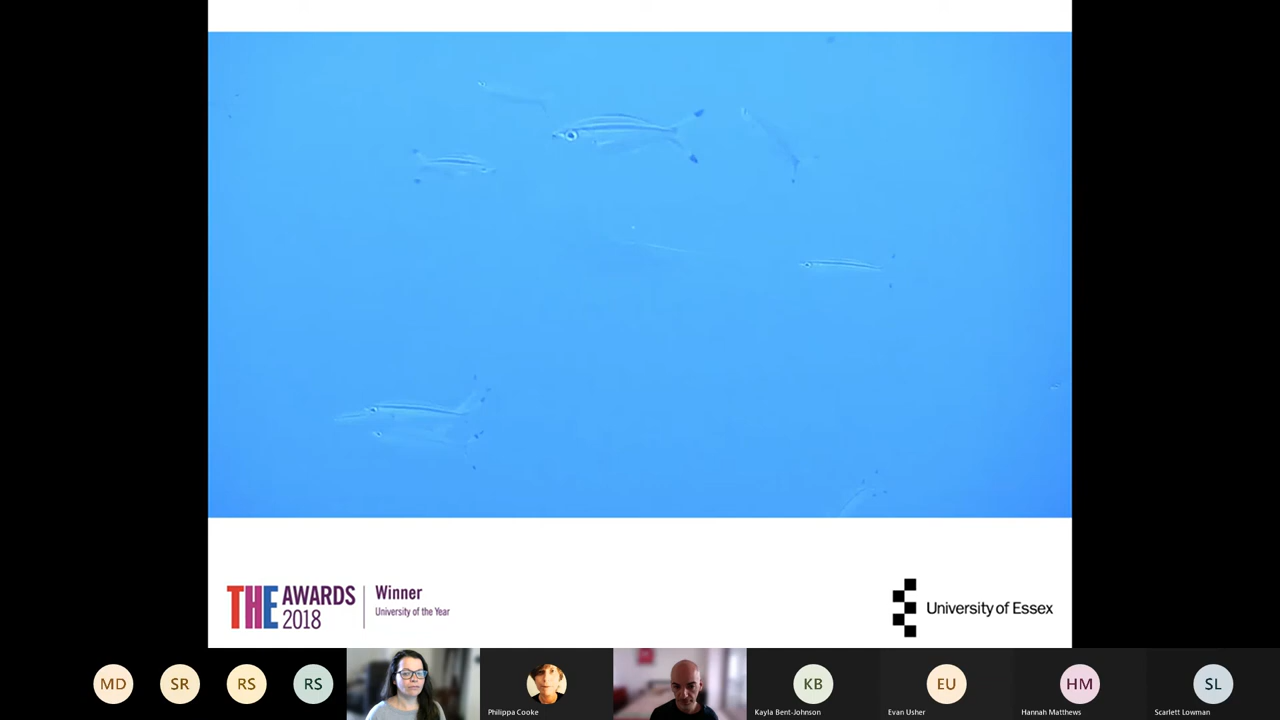 THE AWARDS 2018
Winner
University of the Year
University of Essex
MD
SR
RS
RS
Philippa Cooke
KB
Kayla Bent-Johnson
EU
Evan Usher
HM
Hannah Matthews
SL
Scarlett Lowman